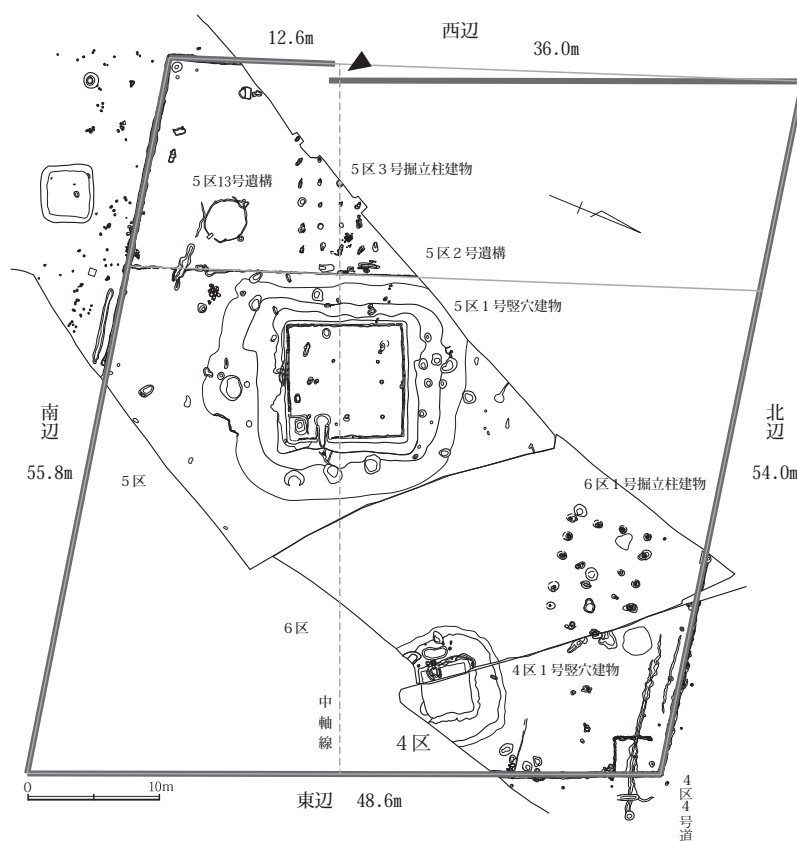 西辺
12.6m
36.0m
5区3号掘立柱建物
5区13号遺構
5区2号遺構
5区1号竪穴建物
南辺
55.8m
北辺
54.0m
5区
6区1号掘立柱建物
6区
4区1号竪穴建物
中軸線
4区
4区4号道
0
10m
東辺 48.6m